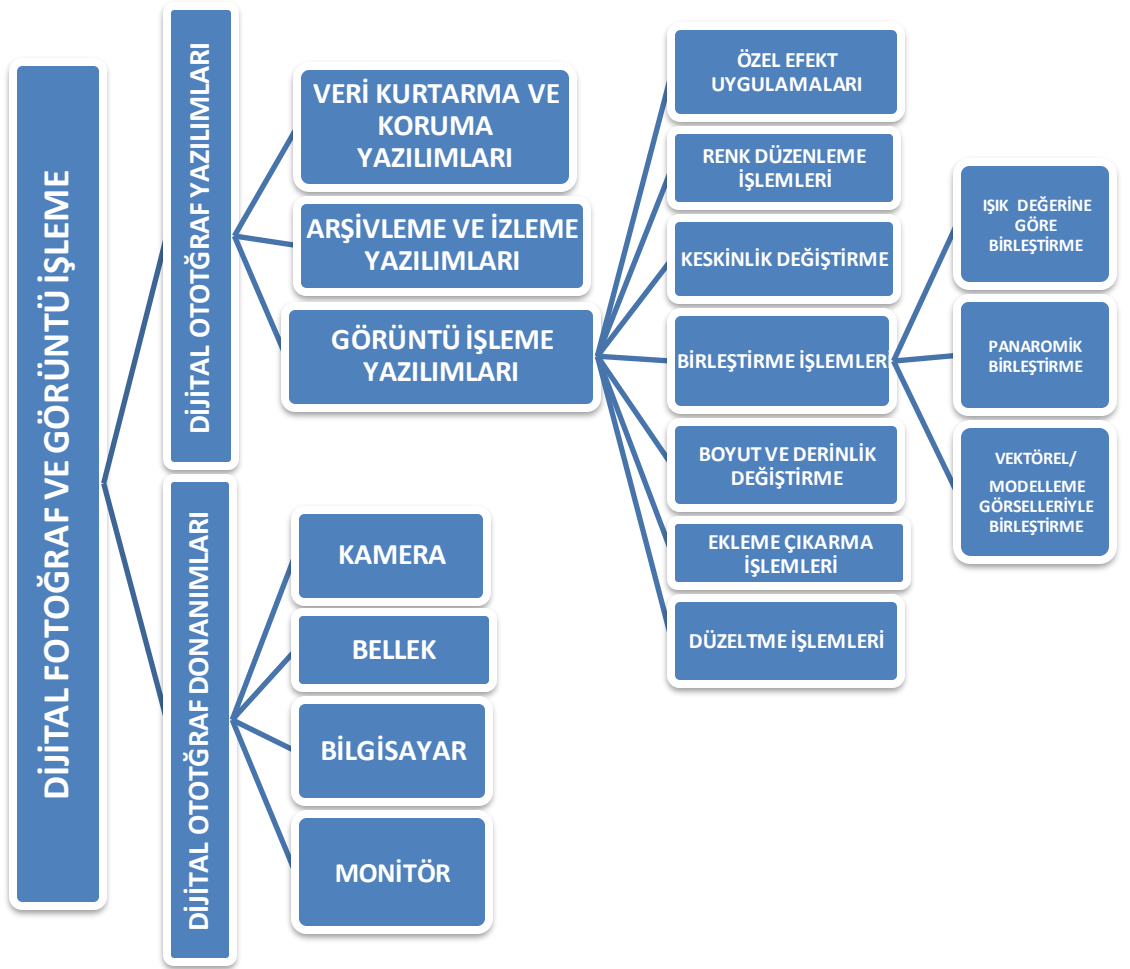 DİJİTAL FOTOĞRAF VE GÖRÜNTÜ İŞLEME
DİJİTAL OTOTĞRAF YAZILIMLARI
VERİ KURTARMA VE
KORUMA
YAZILIMLARI
ARŞİVLEME VE İZLEME
YAZILIMLARI
GÖRÜNTÜ İŞLEME
YAZILIMLARI
ÖZEL EFEKT
UYGULAMALARI
RENK DÜZENLEME
İŞLEMLERİ
KESKİNLİK DEĞİŞTİRME
BİRLEŞTİRME İŞLEMLER
IŞIK DEĞERİNE
GÖRE
BİRLEŞTİRME
PANAROMİK
BİRLEŞTİRME
VEKTÖREL/
MODELLEME
GÖRSELLERİYLE
BİRLEŞTİRME
BOYUT VE DERİNLİK
DEĞİŞTİRME
EKLEME ÇIKARMA
İŞLEMLERİ
DÜZELTME İŞLEMLERİ
DİJİTAL OTOTĞRAF DONANIMLARI
KAMERA
BELLEK
BİLGİSAYAR
MONİTÖR